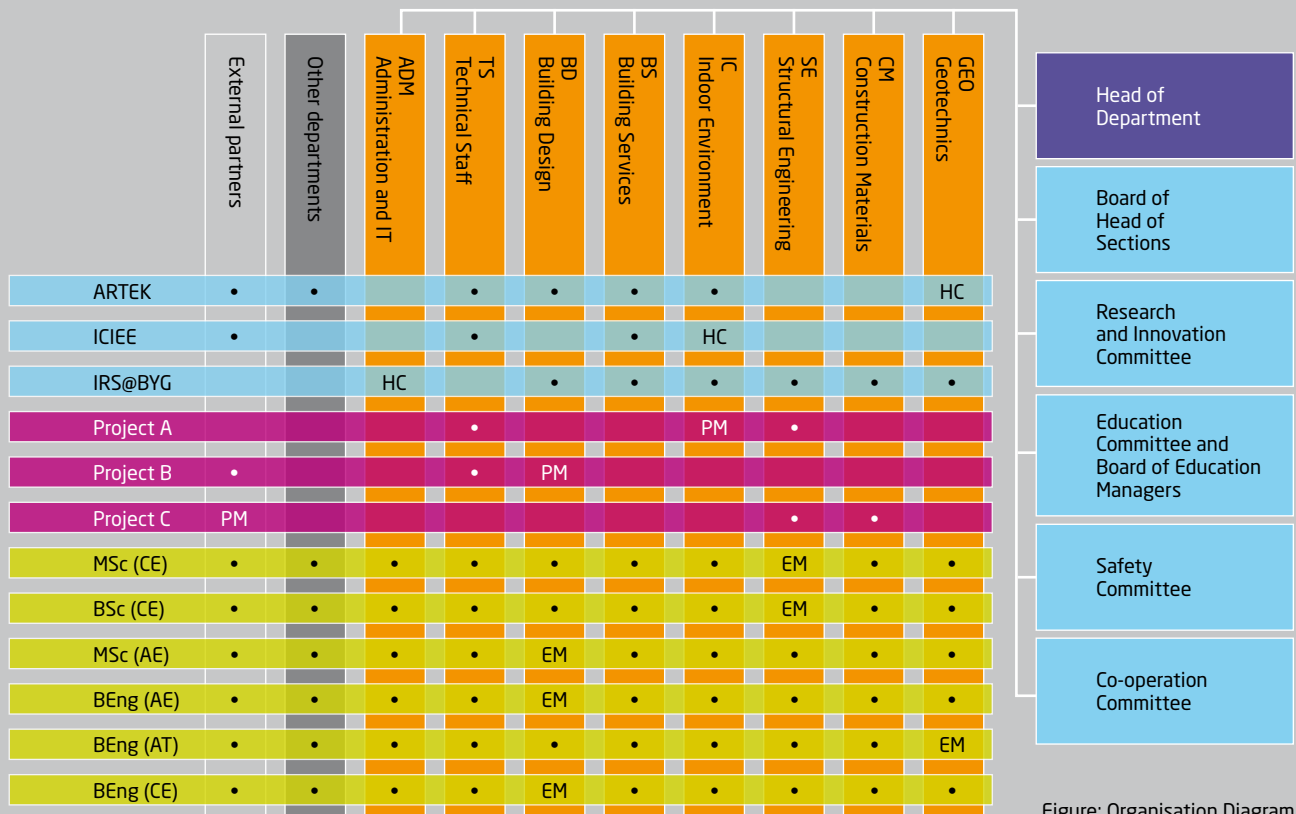 External partners
Other departments
ADM
Administration and IT
TS
Technical Staff
BD
Building Design
BS
Building Services
IC
Indoor Environment
SE
Structural Engineering
CM
Construction Materials
GEO
Geotechnics
Head of
Department
Board of
Head of
Sections
Research
and Innovation
Committee
Education
Committee and
Board of Education
Managers
Safety
Committee
Co-operation
Committee
ARTEK • • • • • • HC
ICIEE • • • HC
IRS@BYG HC • • • • • •
Project A • PM •
Project B • • PM
Project C PM • •
MSc (CE) • • • • • • • EM • •
BSc (CE) • • • • • • • EM • •
MSc (AE) • • • • EM • • • • •
BEng (AE) • • • • EM • • • • •
BEng (AT) • • • • • • • • • EM
BEng (CE) • • • • EM • • • • •
Figure: Organisation Diagram